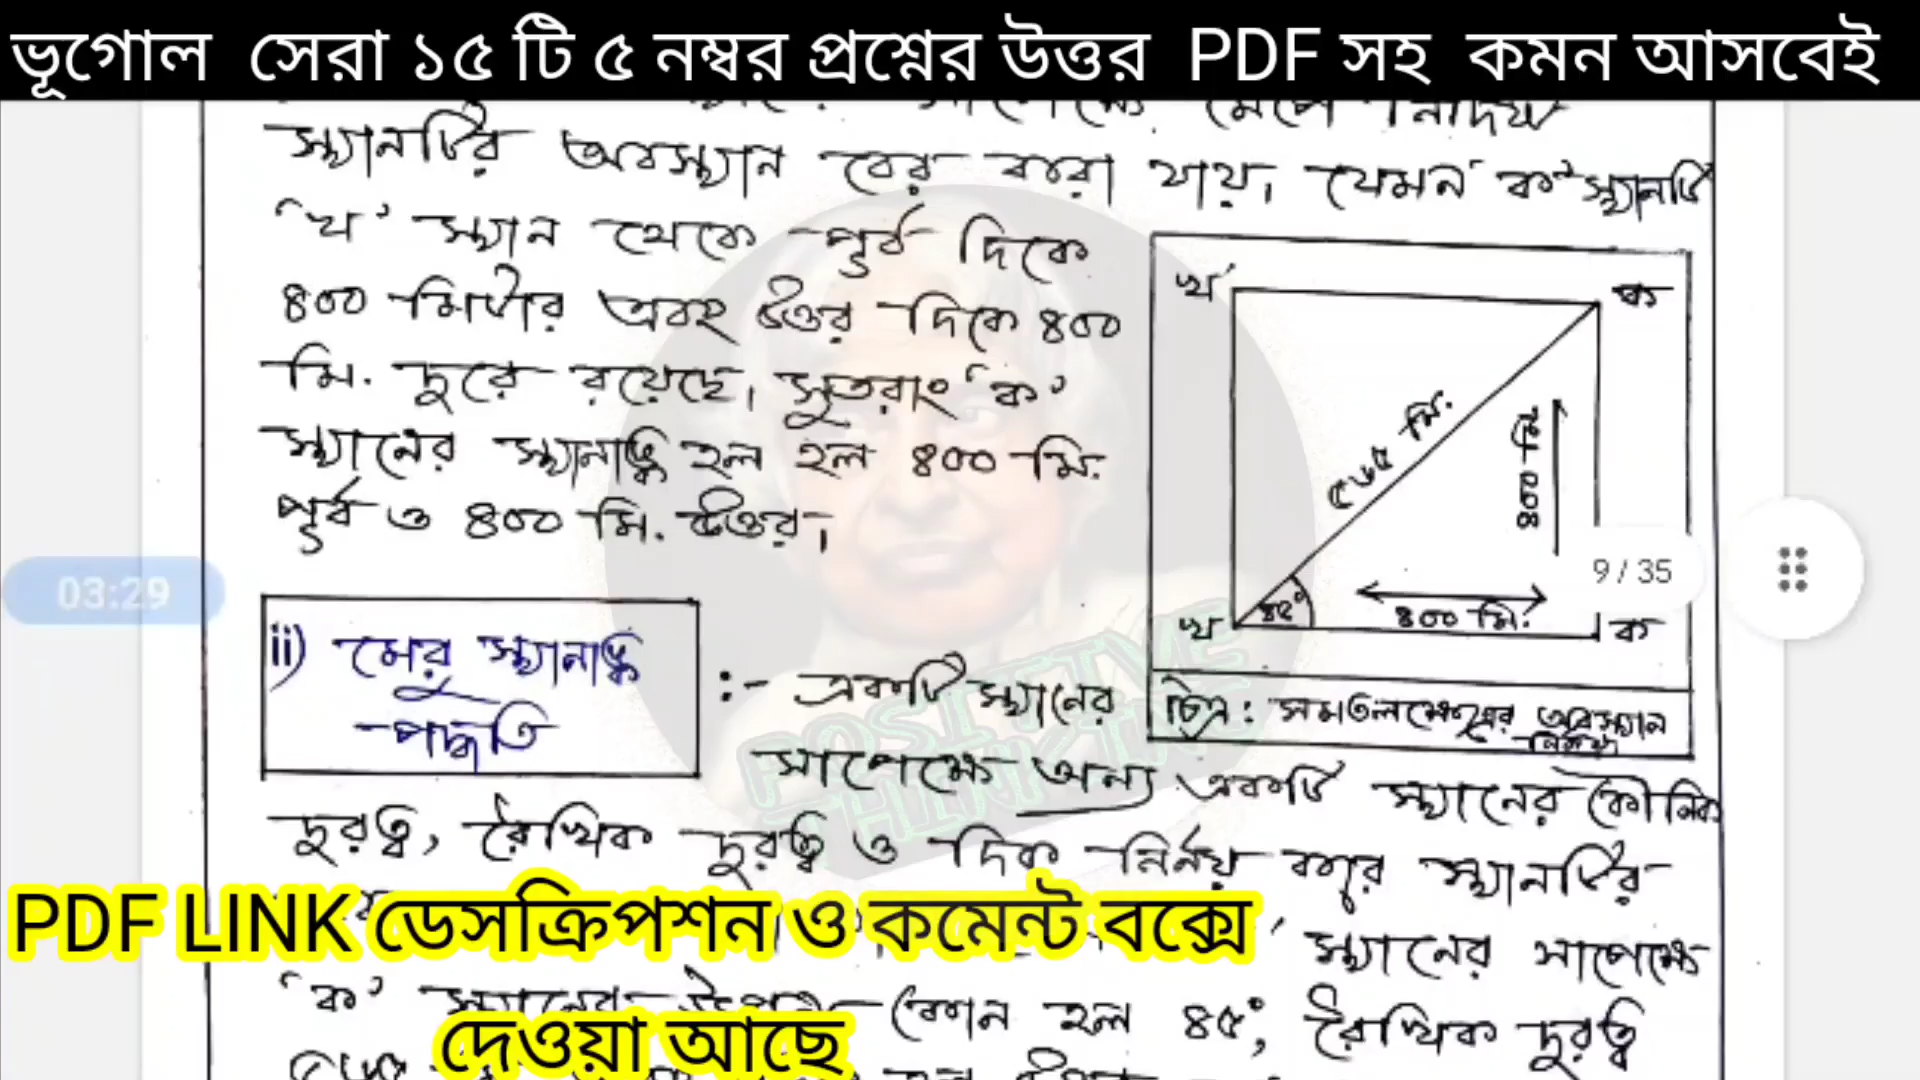 ভূগোল সেরা ১৫ টি ৫ নম্বর প্রশ্নের উত্তর PDF সহ কমন আসবেই
স্থানটির অবস্থান বের করা যায়। যেমন 'ক' স্থানটি
'খ' স্থান থেকে পূর্ব দিকে
৪০০ মিটার এবং উত্তর দিকে ৪০০
মি. দুরে রয়েছে। সুতরাং 'ক'
স্থানের স্থানাঙ্ক হল হল ৪০০ মি.
পূর্ব ও ৪০০ মি. উত্তর।
খ' ক
৫৬৫ মি.
৪০০ মি
৪৫°
৪০০ মি.
খ ক
চিত্র: সমতলক্ষেত্রের অবস্থান
নির্ণয়
9 / 35
03:29
ii) মেরু স্থানাঙ্ক
পদ্ধতি
:- একটি স্থানের
সাপেক্ষে অন্য একটি স্থানের কৌনিক
দুরত্ব, রৈখিক দুরত্ব ও দিক নির্নয় করে স্থানটির
স্থানের সাপেক্ষে
'ক' স্থানের কোন হল ৪৫°, রৈখিক দুরত্ব
POSITIVE
THINKING
PDF LINK ডেসক্রিপশন ও কমেন্ট বক্সে
দেওয়া আছে